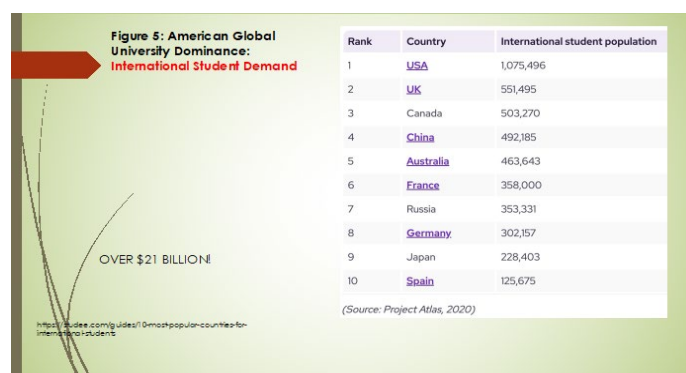 Figure 5: American Global
University Dominance:
International Student Demand
OVER $21 BILLION!
https://studee.com/guides/10-most-popular-countries-for-
international-students
Rank Country International student population
1 USA 1,075,496
2 UK 551,495
3 Canada 503,270
4 China 492,185
5 Australia 463,643
6 France 358,000
7 Russia 353,331
8 Germany 302,157
9 Japan 228,403
10 Spain 125,675
(Source: Project Atlas, 2020)